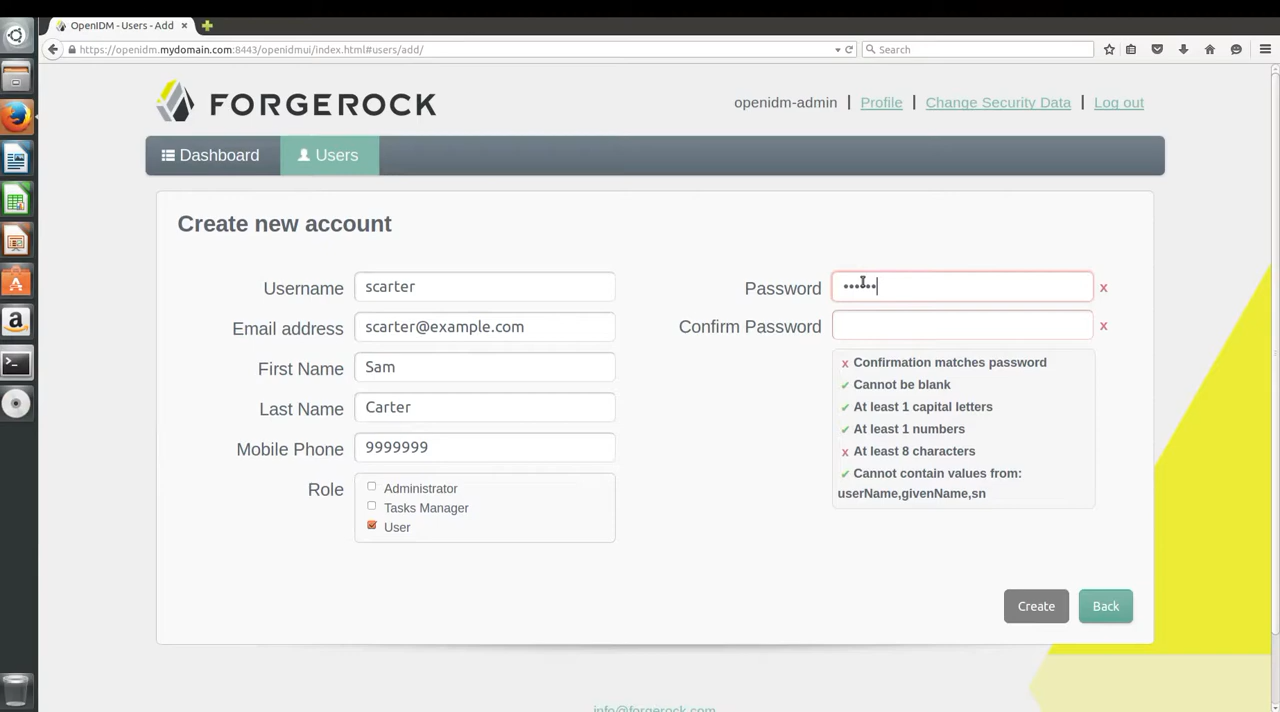 OpenIDM - Users - Add
https://openidm.mydomain.com:8443/openidmui/index.html#users/add/
Search
FORGEROCK
openidm-admin | Profile | Change Security Data | Log out
Dashboard
Users
Create new account
Username
scarter
Email address
scarter@example.com
First Name
Sam
Last Name
Carter
Mobile Phone
9999999
Role
Administrator
Tasks Manager
User
Password
x
Confirm Password
x
x Confirmation matches password
✓ Cannot be blank
✓ At least 1 capital letters
✓ At least 1 numbers
x At least 8 characters
✓ Cannot contain values from:
userName,givenName,sn
Create
Back
info@forgerock.com